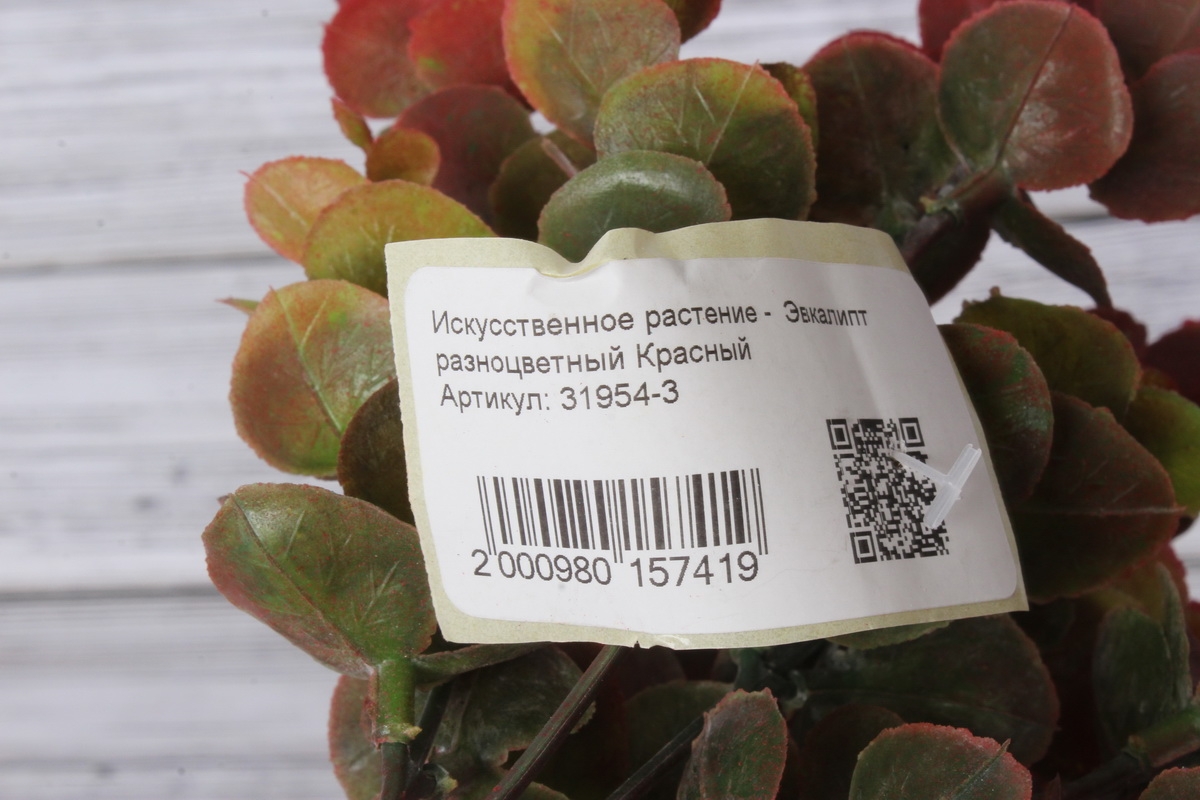 Искусственное растение - Эвкалипт
разноцветный Красный
Артикул: 31954-3
2 000980 157419